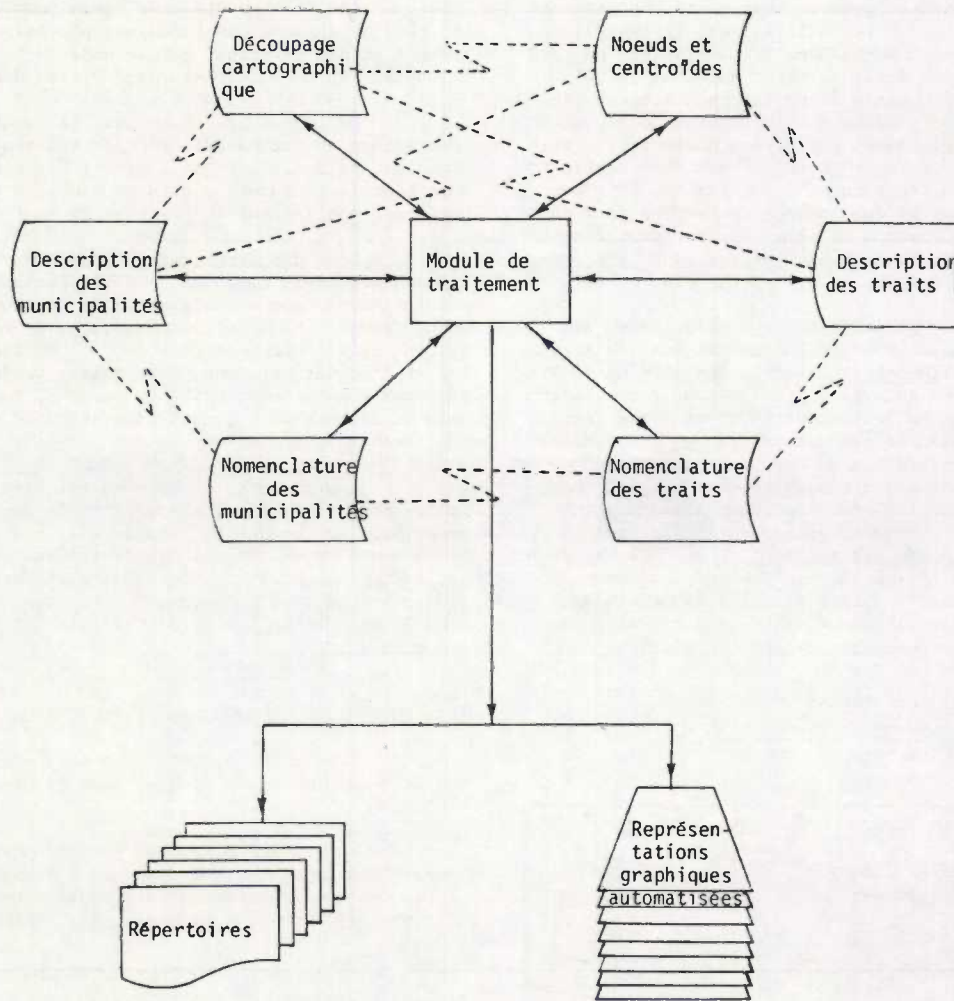 Découpage
cartographi
que
Noeuds et
centroïdes
Description
des
municipalités
Module de
traitement
Description
des traits
Nomenclature
des
municipalités
Nomenclature
des traits
Répertoires
Représen-
tations
graphiques
automatisées